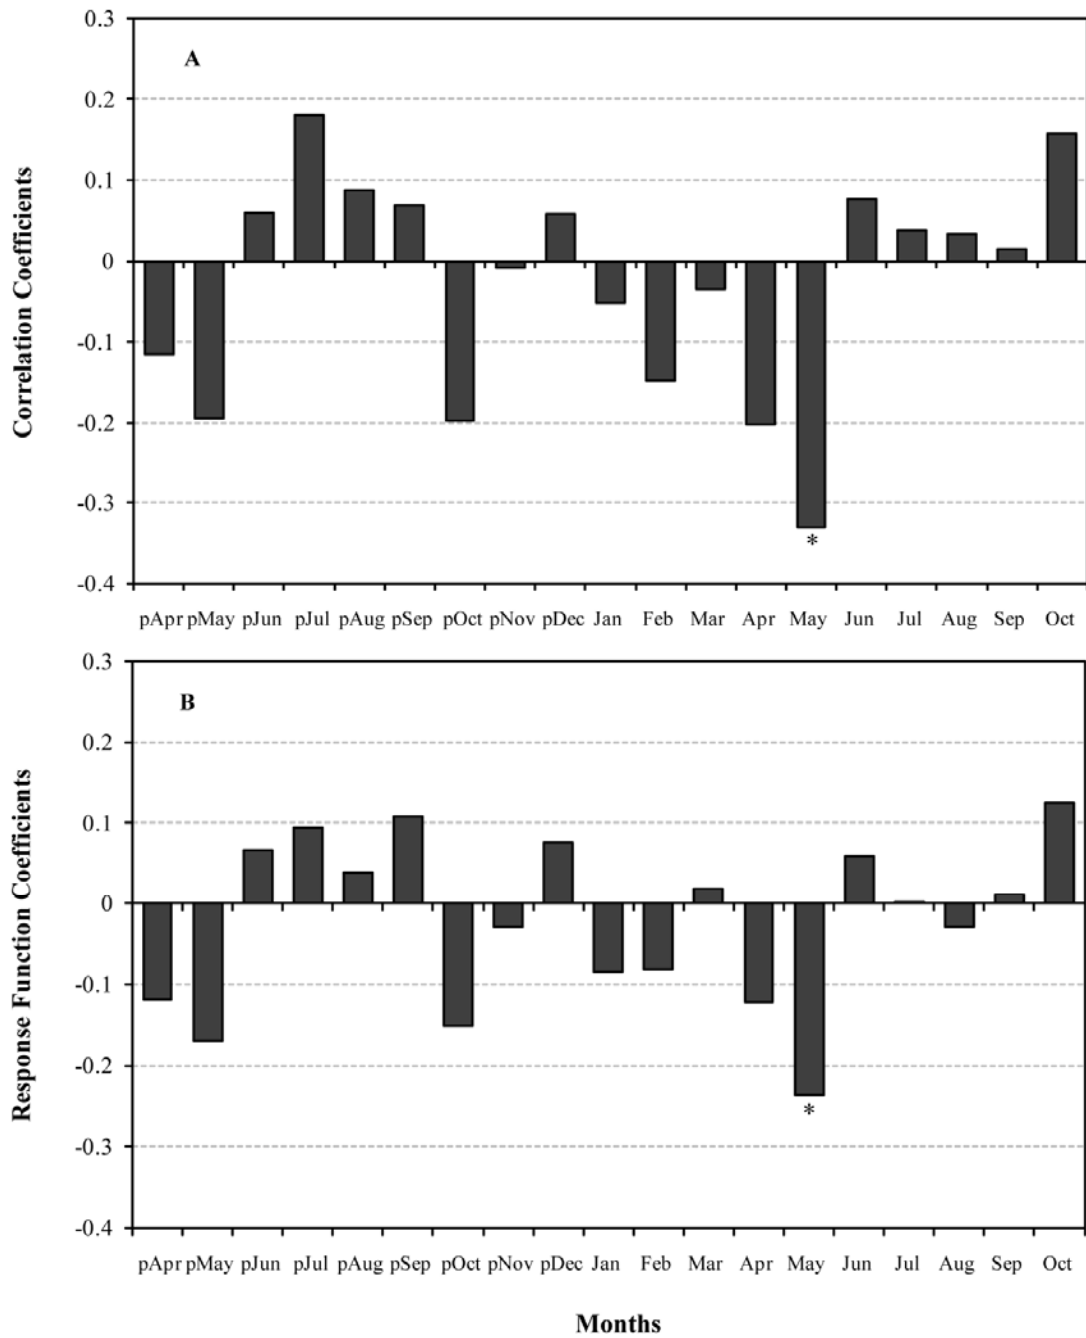 A
Correlation Coefficients
0.3
0.2
0.1
0
-0.1
-0.2
-0.3
-0.4
*
pApr pMay pJun pJul pAug pSep pOct pNov pDec Jan Feb Mar Apr May Jun Jul Aug Sep Oct
B
Response Function Coefficients
0.3
0.2
0.1
0
-0.1
-0.2
-0.3
-0.4
*
pApr pMay pJun pJul pAug pSep pOct pNov pDec Jan Feb Mar Apr May Jun Jul Aug Sep Oct
Months